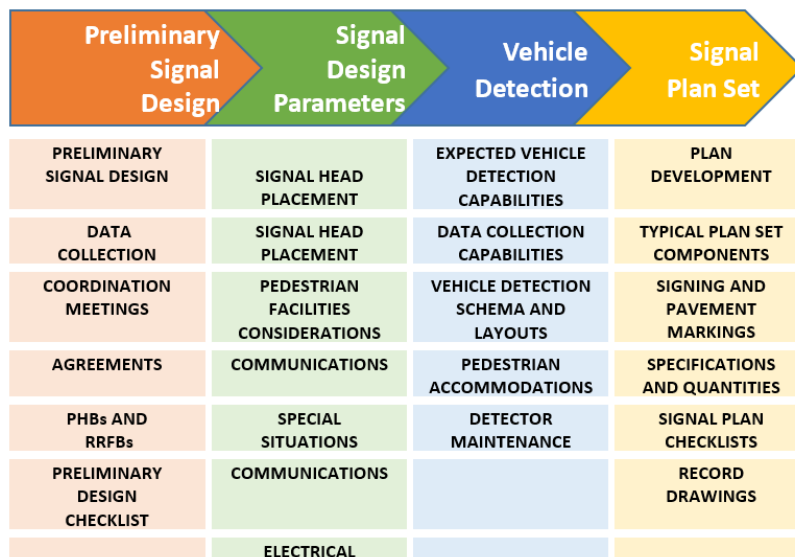 Preliminary
Signal
Design
Signal
Design
Parameters
Vehicle
Detection
Signal
Plan Set
PRELIMINARY
SIGNAL DESIGN
SIGNAL HEAD
PLACEMENT
EXPECTED VEHICLE
DETECTION
CAPABILITIES
PLAN
DEVELOPMENT
DATA
COLLECTION
SIGNAL HEAD
PLACEMENT
DATA COLLECTION
CAPABILITIES
TYPICAL PLAN SET
COMPONENTS
COORDINATION
MEETINGS
PEDESTRIAN
FACILITIES
CONSIDERATIONS
VEHICLE DETECTION
SCHEMA AND
LAYOUTS
SIGNING AND
PAVEMENT
MARKINGS
AGREEMENTS
COMMUNICATIONS
PEDESTRIAN
ACCOMMODATIONS
SPECIFICATIONS
AND QUANTITIES
PHBs AND
RRFBs
SPECIAL
SITUATIONS
DETECTOR
MAINTENANCE
SIGNAL PLAN
CHECKLISTS
PRELIMINARY
DESIGN
CHECKLIST
COMMUNICATIONS
RECORD
DRAWINGS
ELECTRICAL